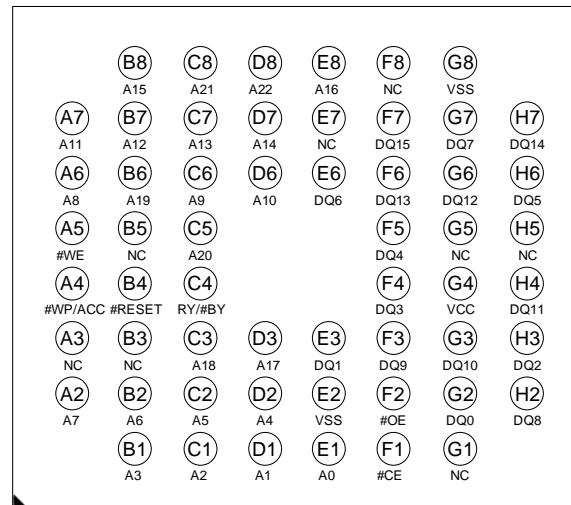 B8 C8 D8 E8 F8 G8
A15 A21 A22 A16 NC VSS
A7 B7 C7 D7 E7 F7 G7 H7
A11 A12 A13 A14 NC DQ15 DQ7 DQ14
A6 B6 C6 D6 E6 F6 G6 H6
A8 A19 A9 A10 DQ6 DQ13 DQ12 DQ5
A5 B5 C5 F5 G5 H5
#WE NC A20 DQ4 NC NC
A4 B4 C4 F4 G4 H4
#WP/ACC #RESET RY/#BY DQ3 VCC DQ11
A3 B3 C3 D3 E3 F3 G3 H3
NC NC A18 A17 DQ1 DQ9 DQ10 DQ2
A2 B2 C2 D2 E2 F2 G2 H2
A7 A6 A5 A4 VSS #OE DQ0 DQ8
B1 C1 D1 E1 F1 G1
A3 A2 A1 A0 #CE NC